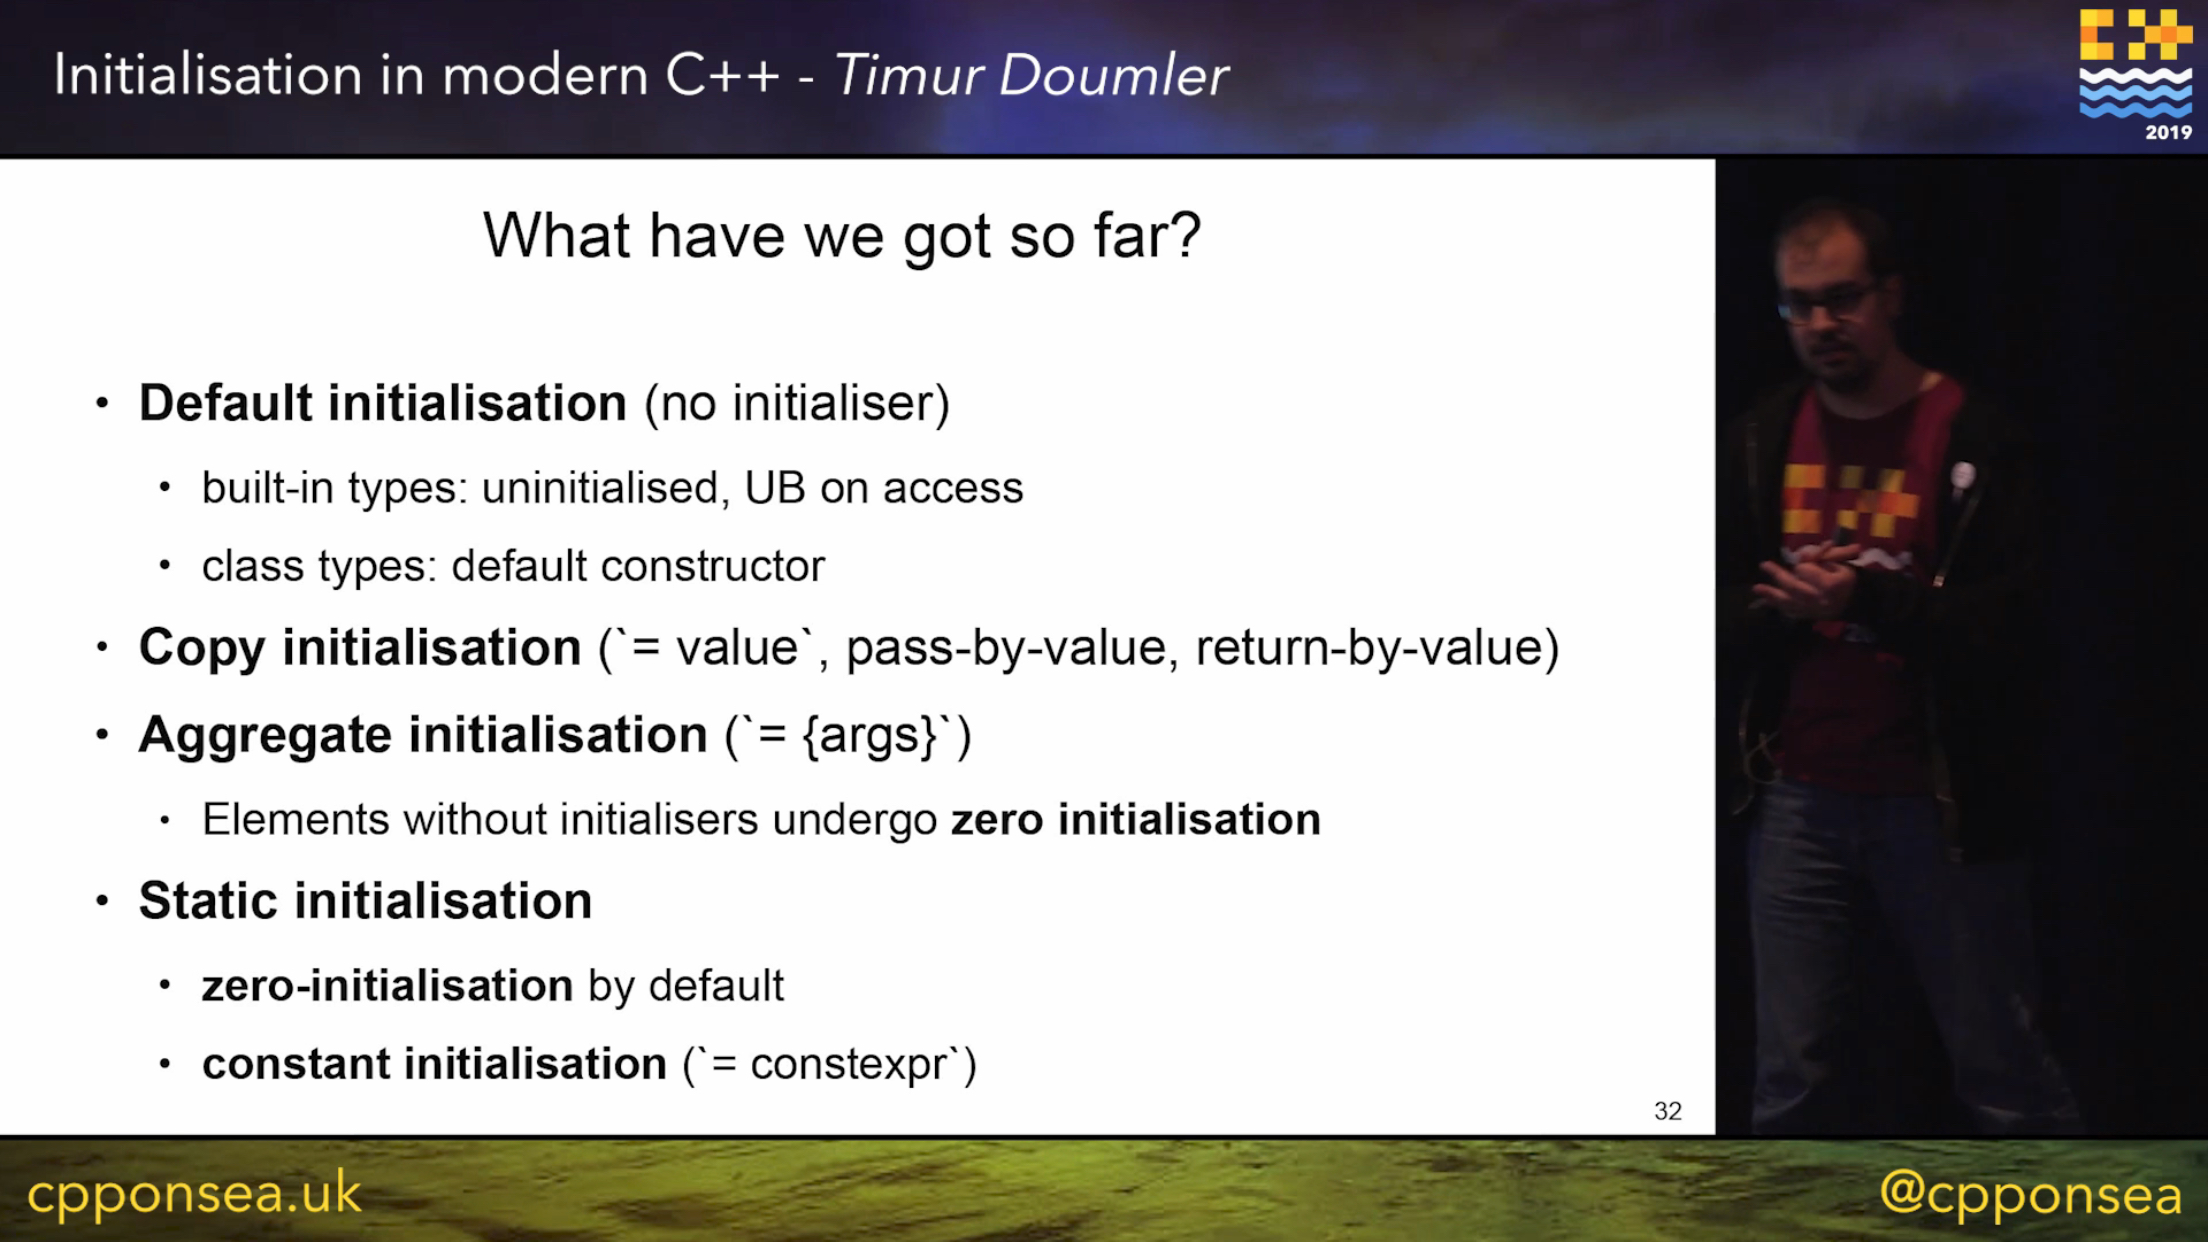 Initialisation in modern C++ - Timur Doumler
2019
What have we got so far?
• Default initialisation (no initialiser)
• built-in types: uninitialised, UB on access
• class types: default constructor
• Copy initialisation (`= value`, pass-by-value, return-by-value)
• Aggregate initialisation (`= {args}`)
• Elements without initialisers undergo zero initialisation
• Static initialisation
• zero-initialisation by default
• constant initialisation (`= constexpr`)
32
cpponsea.uk
@cpponsea